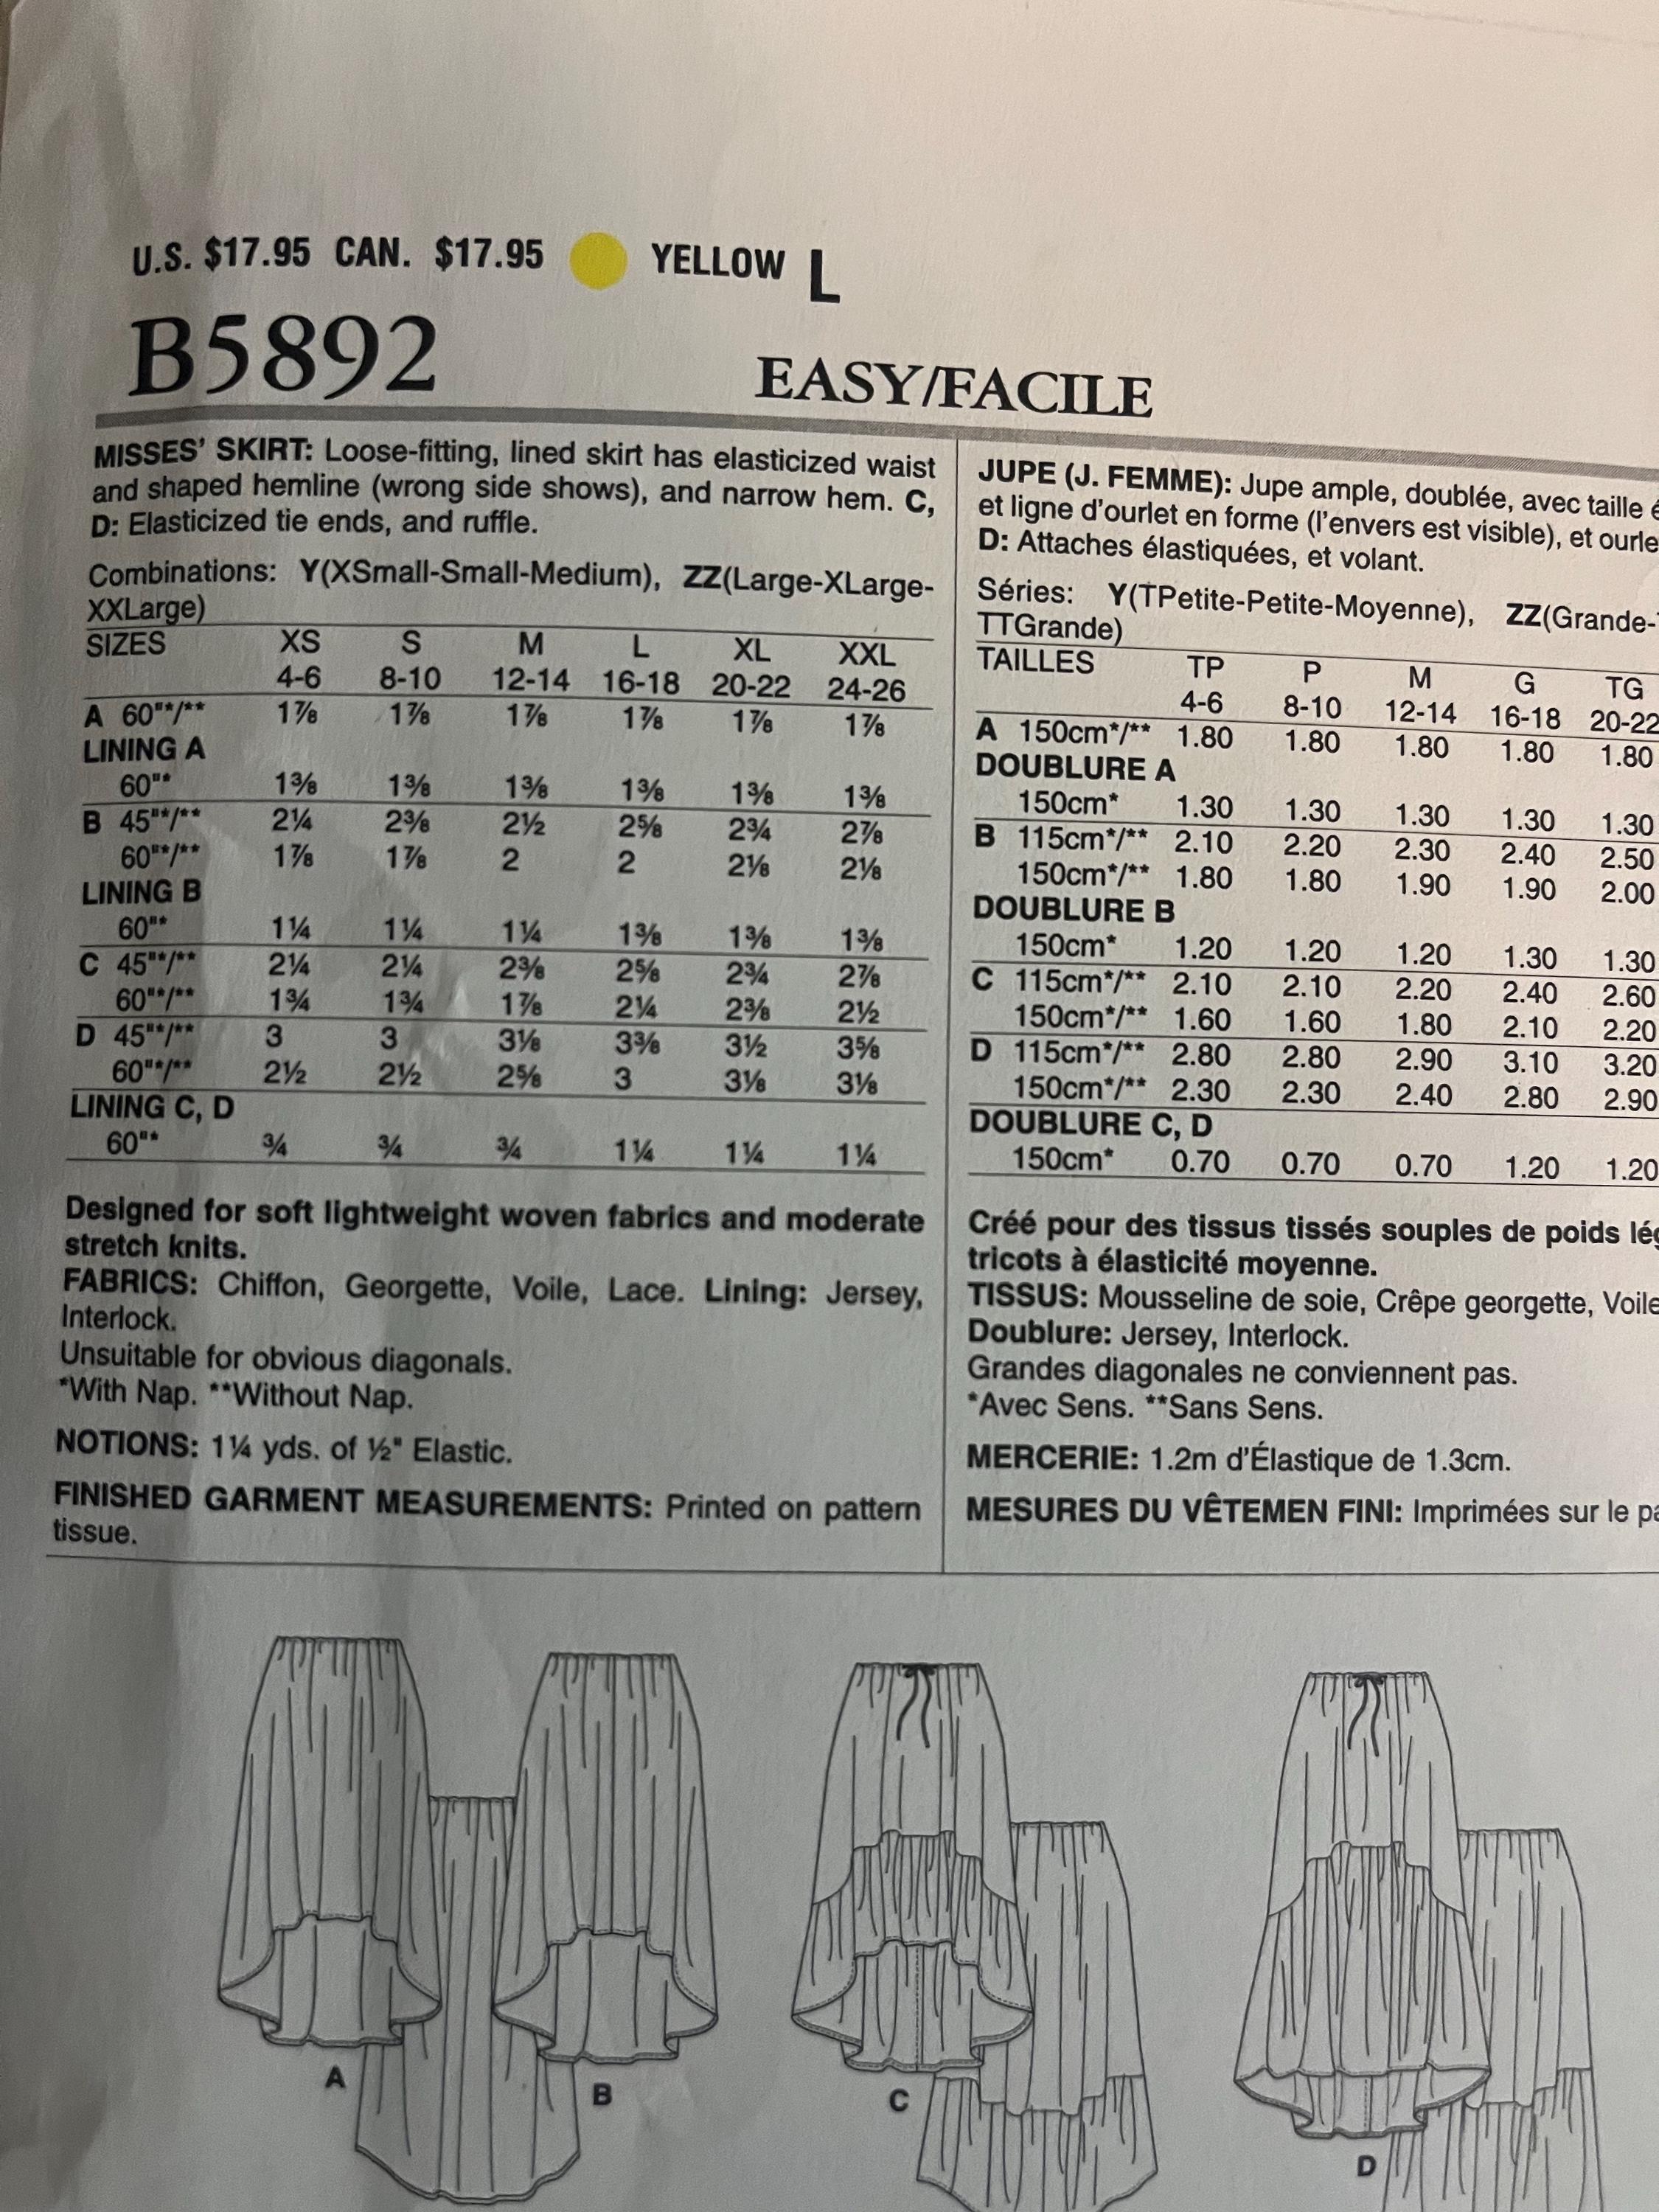 U.S. $17.95 CAN. $17.95 YELLOW L
B5892
EASY/FACILE
MISSES' SKIRT: Loose-fitting, lined skirt has elasticized waist
and shaped hemline (wrong side shows), and narrow hem. C,
D: Elasticized tie ends, and ruffle.
Combinations: Y(XSmall-Small-Medium), ZZ(Large-XLarge-
XXLarge)
SIZES XS S M L XL XXL
4-6 8-10 12-14 16-18 20-22 24-26
A 60"*/** 1⅞ 1⅞ 1⅞ 1⅞ 1⅞ 1⅞
LINING A
60"* 1⅜ 1⅜ 1⅜ 1⅜ 1⅜ 1⅜
B 45"*/** 2¼ 2⅜ 2½ 2⅝ 2¾ 2⅞
60"*/** 1⅞ 1⅞ 2 2 2⅛ 2⅛
LINING B
60"* 1¼ 1¼ 1¼ 1⅜ 1⅜ 1⅜
C 45"*/** 2¼ 2¼ 2⅜ 2⅝ 2¾ 2⅞
60"*/** 1¾ 1¾ 1⅞ 2¼ 2⅜ 2½
D 45"*/** 3 3 3⅛ 3⅜ 3½ 3⅝
60"*/** 2½ 2½ 2⅝ 3 3⅛ 3⅛
LINING C, D
60"* ¾ ¾ ¾ 1¼ 1¼ 1¼
Designed for soft lightweight woven fabrics and moderate
stretch knits.
FABRICS: Chiffon, Georgette, Voile, Lace. Lining: Jersey,
Interlock.
Unsuitable for obvious diagonals.
*With Nap. **Without Nap.
NOTIONS: 1¼ yds. of ½" Elastic.
FINISHED GARMENT MEASUREMENTS: Printed on pattern
tissue.
JUPE (J. FEMME): Jupe ample, doublée, avec taille
et ligne d'ourlet en forme (l'envers est visible), et ourle
D: Attaches élastiquées, et volant.
Séries: Y(TPetite-Petite-Moyenne), ZZ(Grande-
TTGrande)
TAILLES TP P M G TG
4-6 8-10 12-14 16-18 20-22
A 150cm*/** 1.80 1.80 1.80 1.80 1.80
DOUBLURE A
150cm* 1.30 1.30 1.30 1.30 1.30
B 115cm*/** 2.10 2.20 2.30 2.40 2.50
150cm*/** 1.80 1.80 1.90 1.90 2.00
DOUBLURE B
150cm* 1.20 1.20 1.20 1.30 1.30
C 115cm*/** 2.10 2.10 2.20 2.40 2.60
150cm*/** 1.60 1.60 1.80 2.10 2.20
D 115cm*/** 2.80 2.80 2.90 3.10 3.20
150cm*/** 2.30 2.30 2.40 2.80 2.90
DOUBLURE C, D
150cm* 0.70 0.70 0.70 1.20 1.20
Créé pour des tissus tissés souples de poids lég
tricots à élasticité moyenne.
TISSUS: Mousseline de soie, Crêpe georgette, Voile
Doublure: Jersey, Interlock.
Grandes diagonales ne conviennent pas.
*Avec Sens. **Sans Sens.
MERCERIE: 1.2m d'Élastique de 1.3cm.
MESURES DU VÊTEMEN FINI: Imprimées sur le pa
A
B
C
D